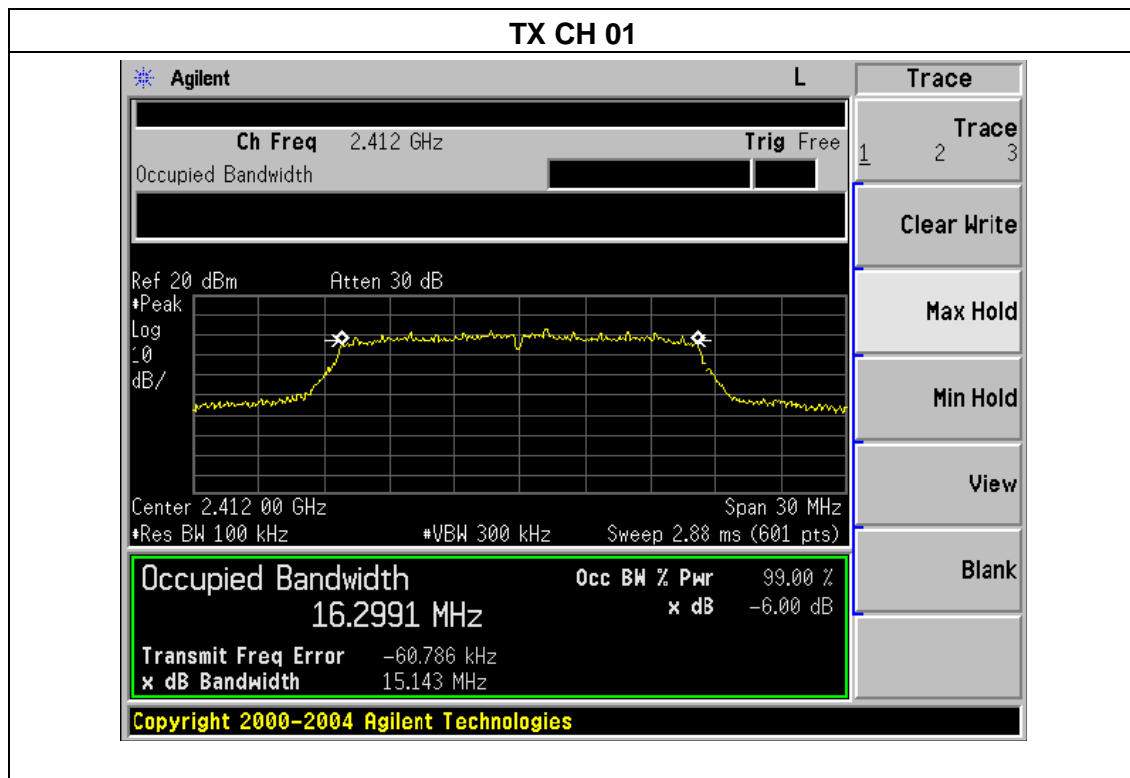 TX CH 01
Agilent L Trace
Ch Freq 2.412 GHz Trig Free
Occupied Bandwidth
Trace
1 2 3
Clear Write
Max Hold
Min Hold
View
Blank
Ref 20 dBm Atten 30 dB
#Peak
Log
10
dB/
Center 2.412 00 GHz Span 30 MHz
#Res BW 100 kHz #VBW 300 kHz Sweep 2.88 ms (601 pts)
Occupied Bandwidth Occ BW % Pwr 99.00 %
16.2991 MHz x dB -6.00 dB
Transmit Freq Error -60.786 kHz
x dB Bandwidth 15.143 MHz
Copyright 2000-2004 Agilent Technologies